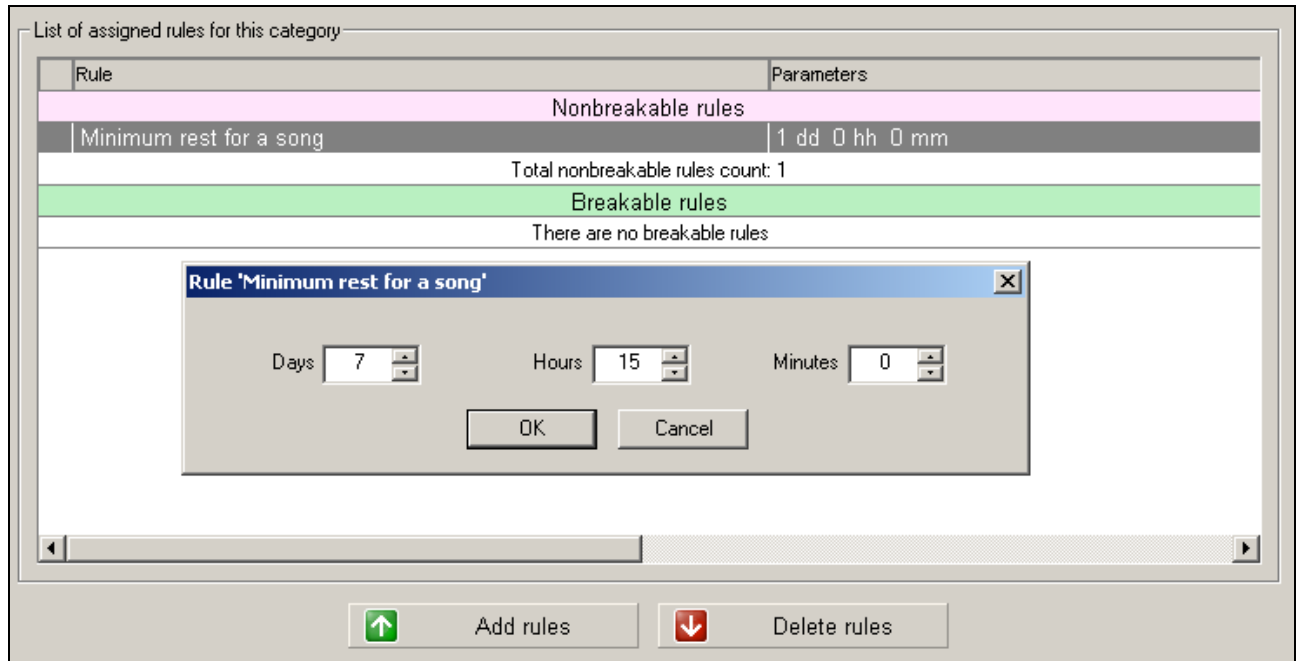 List of assigned rules for this category
Rule Parameters
Nonbreakable rules
Minimum rest for a song 1 dd 0 hh 0 mm
Total nonbreakable rules count: 1
Breakable rules
There are no breakable rules
Rule 'Minimum rest for a song'
Days 7 Hours 15 Minutes 0
OK Cancel
Add rules Delete rules